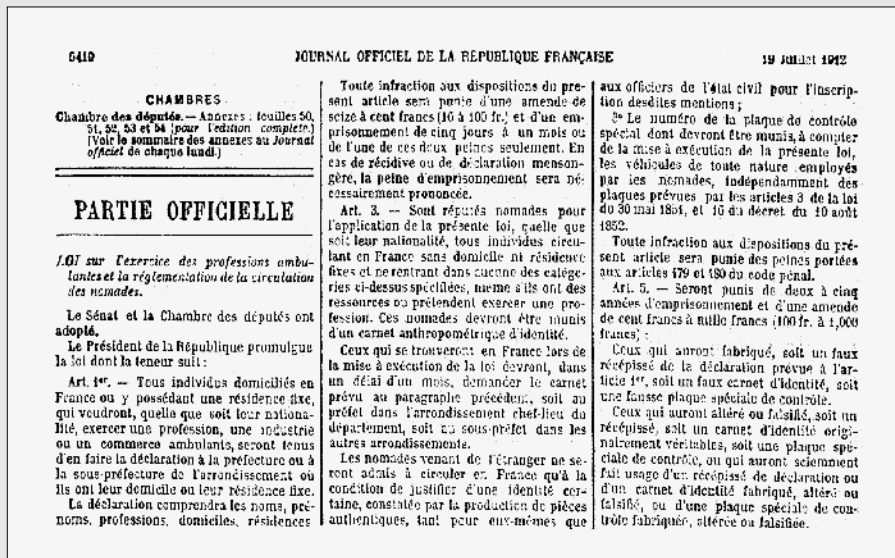 5410
JOURNAL OFFICIEL DE LA RÉPUBLIQUE FRANÇAISE
19 Juillet 1912
CHAMBRES
Chambre des députés. — Annexes : feuilles 50,
51, 52, 53 et 54 (pour l'édition complète.)
[Voir le sommaire des annexes au Journal
officiel de chaque lundi.)
PARTIE OFFICIELLE
LOI sur l'exercice des professions ambu-
lantes et la réglementation de la circulation
des nomades.
Le Sénat et la Chambre des députés ont
adopté,
Le Président de la République promulgue
la loi dont la teneur suit :
Art. 1er. — Tous individus domiciliés en
France ou y possédant une résidence fixe,
qui voudront, quelle que soit leur nationa-
lité, exercer une profession, une industrie
ou un commerce ambulants, seront tenus
d'en faire la déclaration à la préfecture ou à
la sous-préfecture de l'arrondissement où
ils ont leur domicile ou leur résidence fixe.
La déclaration comprendra les noms, pré-
noms, professions, domiciles, résidences
Toute infraction aux dispositions du pré-
sent article sera punie d'une amende de
seize à cent francs (16 à 100 fr.) et d'un em-
prisonnement de cinq jours à un mois ou
de l'une de ces deux peines seulement. En
cas de récidive ou de déclaration menson-
gère, la peine d'emprisonnement sera né-
cessairement prononcée.
Art. 3. — Sont réputés nomades pour
l'application de la présente loi, quelle que
soit leur nationalité, tous individus circu-
lant en France sans domicile ni résidence
fixes et ne rentrant dans aucune des catégo-
ries ci-dessus spécifiées, même s'ils ont des
ressources ou prétendent exercer une pro-
fession. Ces nomades devront être munis
d'un carnet anthropométrique d'identité.
Ceux qui se trouveront en France lors de
la mise à exécution de la loi devront, dans
un délai d'un mois, demander le carnet
prévu au paragraphe précédent, soit au
préfet dans l'arrondissement chef-lieu du
département, soit au sous-préfet dans les
autres arrondissements.
Les nomades venant de l'étranger ne se-
ront admis à circuler en France qu'à la
condition de justifier d'une identité cer-
taine, constatée par la production de pièces
authentiques, tant pour eux-mêmes que
aux officiers de l'état civil pour l'inscrip-
tion desdites mentions ;
3° Le numéro de la plaque de contrôle
spécial dont devront être munis, à compter
de la mise à exécution de la présente loi,
les véhicules de toute nature employés
par les nomades, indépendamment des
plaques prévues par les articles 3 de la loi
du 30 mai 1851, et 16 du décret du 10 août
1852.
Toute infraction aux dispositions du pré-
sent article sera punie des peines portées
aux articles 479 et 480 du code pénal.
Art. 5. — Seront punis de deux à cinq
années d'emprisonnement et d'une amende
de cent francs à mille francs (100 fr. à 1,000
francs) :
Ceux qui auront fabriqué, soit un faux
récépissé de la déclaration prévue à l'ar-
ticle 1er, soit un faux carnet d'identité, soit
une fausse plaque spéciale de contrôle.
Ceux qui auront altéré ou falsifié, soit un
récépissé, soit un carnet d'identité origi-
nairement véritables, soit une plaque spé-
ciale de contrôle, ou qui auront sciemment
fait usage d'un récépissé de déclaration ou
d'un carnet d'identité fabriqué, altéré ou
falsifié, ou d'une plaque spéciale de con-
trôle fabriquée, altérée ou falsifiée.